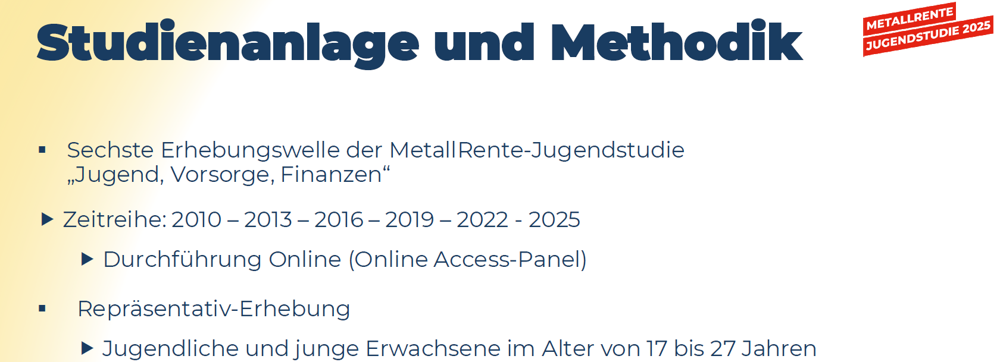 Studienanlage und Methodik
METALLRENTE
JUGENDSTUDIE 2025
▪ Sechste Erhebungswelle der MetallRente-Jugendstudie
„Jugend, Vorsorge, Finanzen“
▶ Zeitreihe: 2010 – 2013 – 2016 – 2019 – 2022 - 2025
▶ Durchführung Online (Online Access-Panel)
▪ Repräsentativ-Erhebung
▶ Jugendliche und junge Erwachsene im Alter von 17 bis 27 Jahren